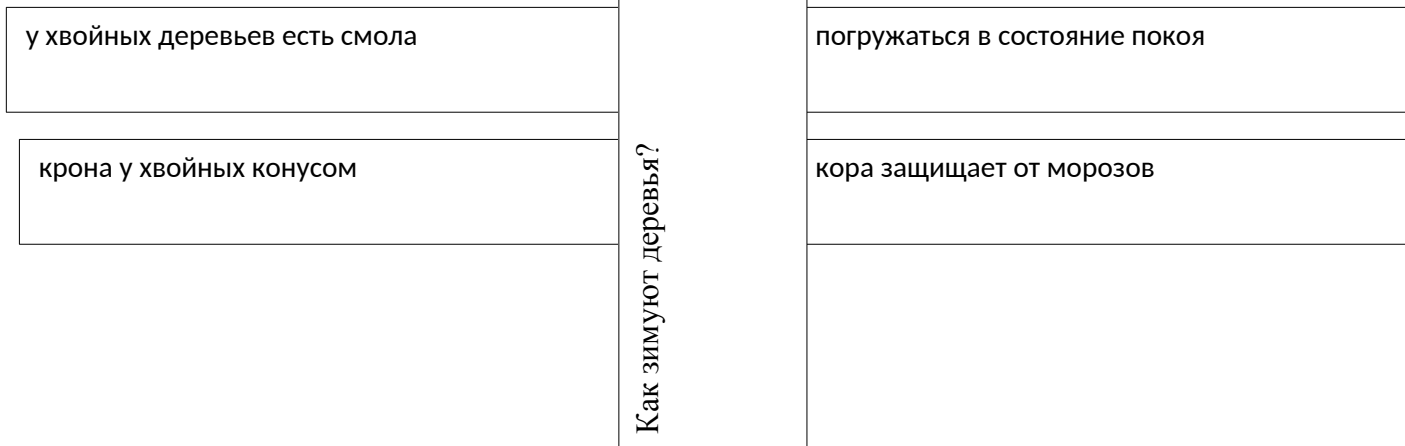 у хвойных деревьев есть смола
погружаться в состояние покоя
крона у хвойных конусом
кора защищает от морозов
Как зимуют деревья?